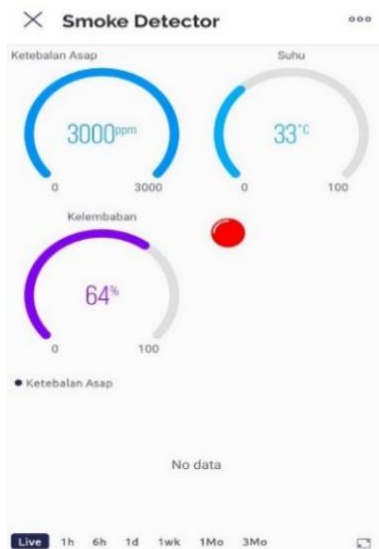 Smoke Detector
Ketebalan Asap
Suhu
3000ppm
33°C
0
3000
0
100
Kelembaban
64%
0
100
Ketebalan Asap
No data
Live 1h 6h 1d 1wk 1Mo 3Mo